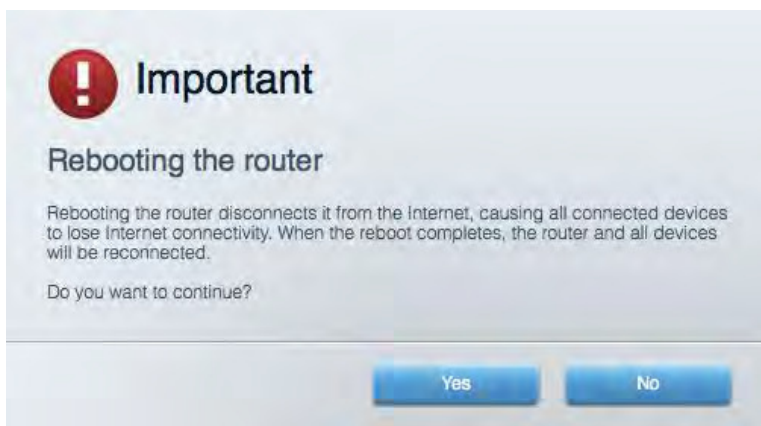 Important
Rebooting the router
Rebooting the router disconnects it from the Internet, causing all connected devices
to lose Internet connectivity. When the reboot completes, the router and all devices
will be reconnected.
Do you want to continue?
Yes No